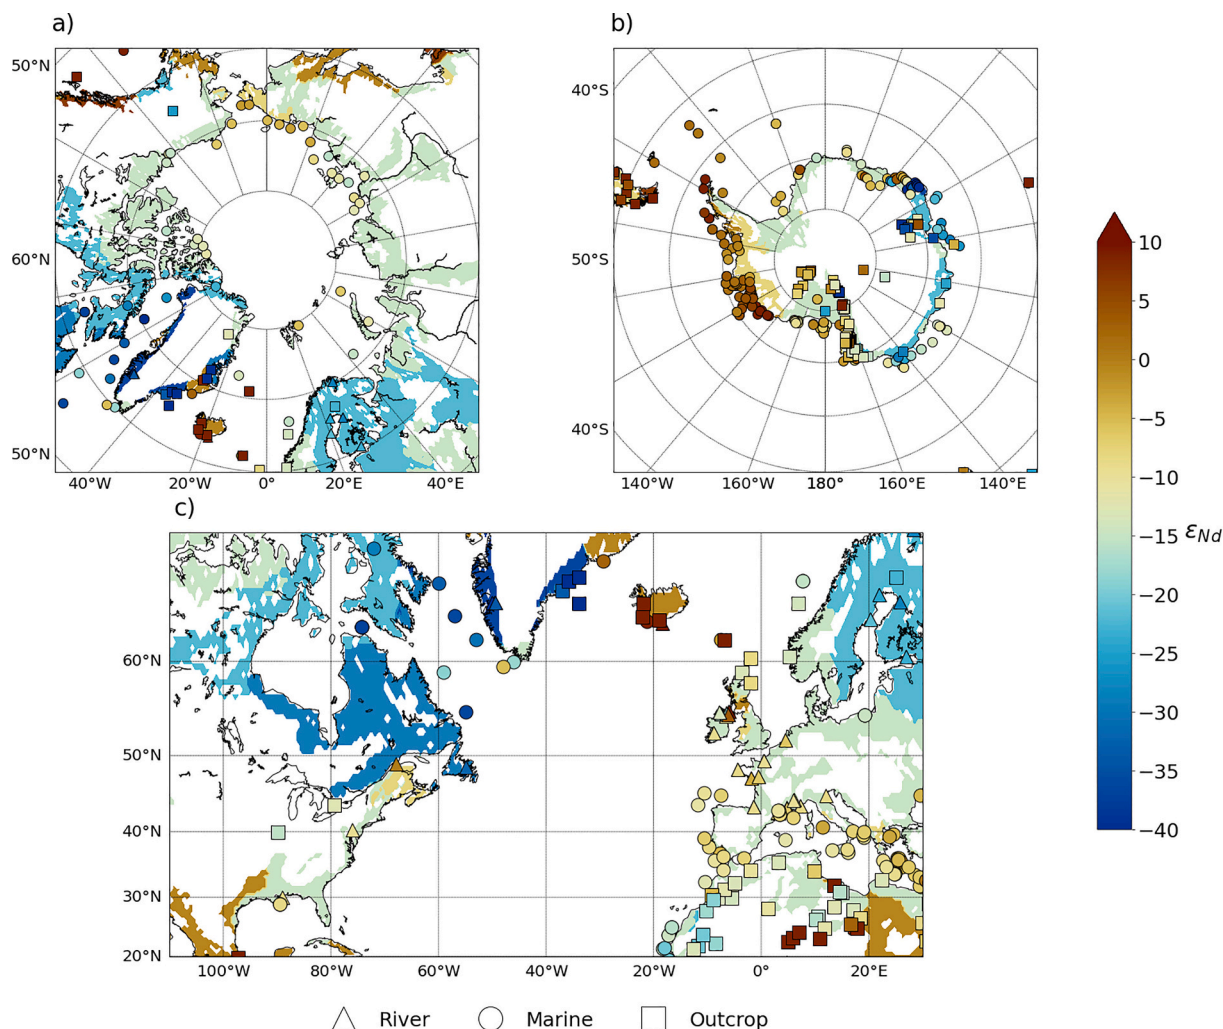 a)
b)
50°N
60°N
50°N
40°W
20°W
0°
20°E
40°E
40°S
50°S
40°S
140°W
160°W
180°
160°E
140°E
10
5
0
−5
−10
−15
−20
−25
−30
−35
−40
εNd
c)
60°N
50°N
40°N
30°N
20°N
100°W
80°W
60°W
40°W
20°W
0°
20°E
River
Marine
Outcrop